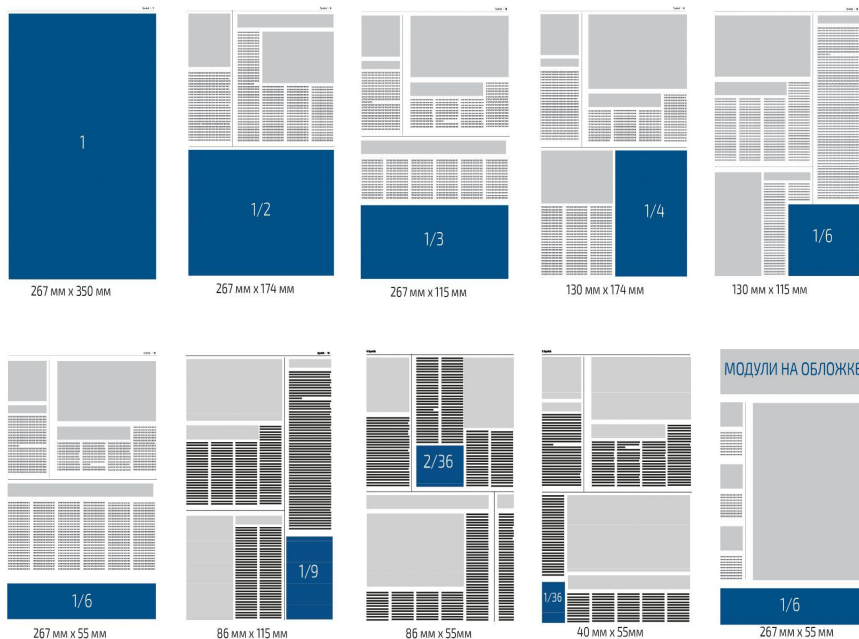 1
1/2
1/3
1/4
1/6
267 мм x 350 мм
267 мм x 174 мм
267 мм x 115 мм
130 мм x 174 мм
130 мм x 115 мм
МОДУЛИ НА ОБЛОЖКЕ
2/36
1/9
1/36
1/6
1/6
267 мм x 55 мм
86 мм x 115 мм
86 мм x 55мм
40 мм x 55мм
267 мм x 55 мм